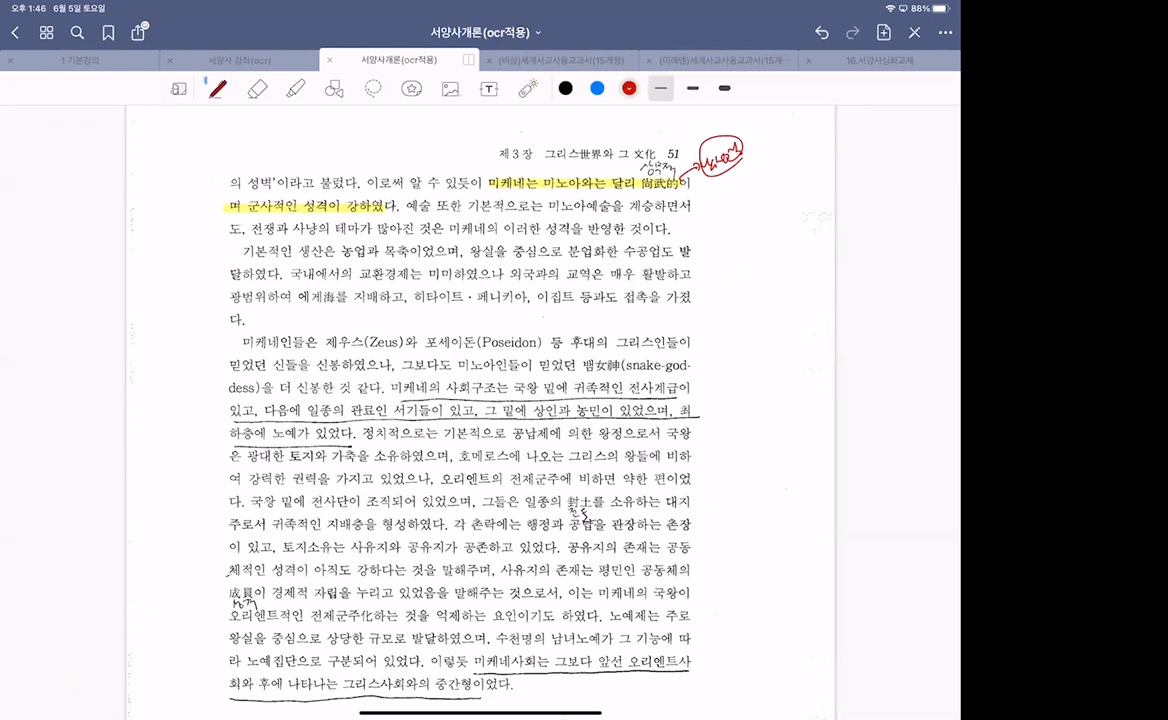 오후 1:46 6월 5일 토요일
88%
서양사개론(ocr적용)
1 기본강의
서양사 강좌(ocr)
서양사개론(ocr적용)
(비상)세계사교사용교과서(15개정)
(미래엔)세계사교사용교과서(15개…
16.서양사심화교재
제 3 장 그리스世界와 그 文化 51
의 성벽'이라고 불렀다. 이로써 알 수 있듯이 미케네는 미노아와는 달리 尙武的이
며 군사적인 성격이 강하였다. 예술 또한 기본적으로는 미노아예술을 계승하면서
도, 전쟁과 사냥의 테마가 많아진 것은 미케네의 이러한 성격을 반영한 것이다.
기본적인 생산은 농업과 목축이었으며, 왕실을 중심으로 분업화한 수공업도 발
달하였다. 국내에서의 교환경제는 미미하였으나 외국과의 교역은 매우 활발하고
광범위하여 에게海를 지배하고, 히타이트·페니키아, 이집트 등과도 접촉을 가졌
다.
미케네인들은 제우스(Zeus)와 포세이돈(Poseidon) 등 후대의 그리스인들이
믿었던 신들을 신봉하였으나, 그보다도 미노아인들이 믿었던 뱀女神(snake-god-
dess)을 더 신봉한 것 같다. 미케네의 사회구조는 국왕 밑에 귀족적인 전사계급이
있고, 다음에 일종의 관료인 서기들이 있고, 그 밑에 상인과 농민이 있었으며, 최
하층에 노예가 있었다. 정치적으로는 기본적으로 공납제에 의한 왕정으로서 국왕
은 광대한 토지와 가축을 소유하였으며, 호메로스에 나오는 그리스의 왕들에 비하
여 강력한 권력을 가지고 있었으나, 오리엔트의 전제군주에 비하면 약한 편이었
다. 국왕 밑에 전사단이 조직되어 있었으며, 그들은 일종의 封土를 소유하는 대지
주로서 귀족적인 지배층을 형성하였다. 각 촌락에는 행정과 공납을 관장하는 촌장
이 있고, 토지소유는 사유지와 공유지가 공존하고 있었다. 공유지의 존재는 공동
체적인 성격이 아직도 강하다는 것을 말해주며, 사유지의 존재는 평민인 공동체의
成員이 경제적 자립을 누리고 있었음을 말해주는 것으로서, 이는 미케네의 국왕이
오리엔트적인 전제군주化하는 것을 억제하는 요인이기도 하였다. 노예제는 주로
왕실을 중심으로 상당한 규모로 발달하였으며, 수천명의 남녀노예가 그 기능에 따
라 노예집단으로 구분되어 있었다. 이렇듯 미케네사회는 그보다 앞선 오리엔트사
회와 후에 나타나는 그리스사회와의 중간형이었다.